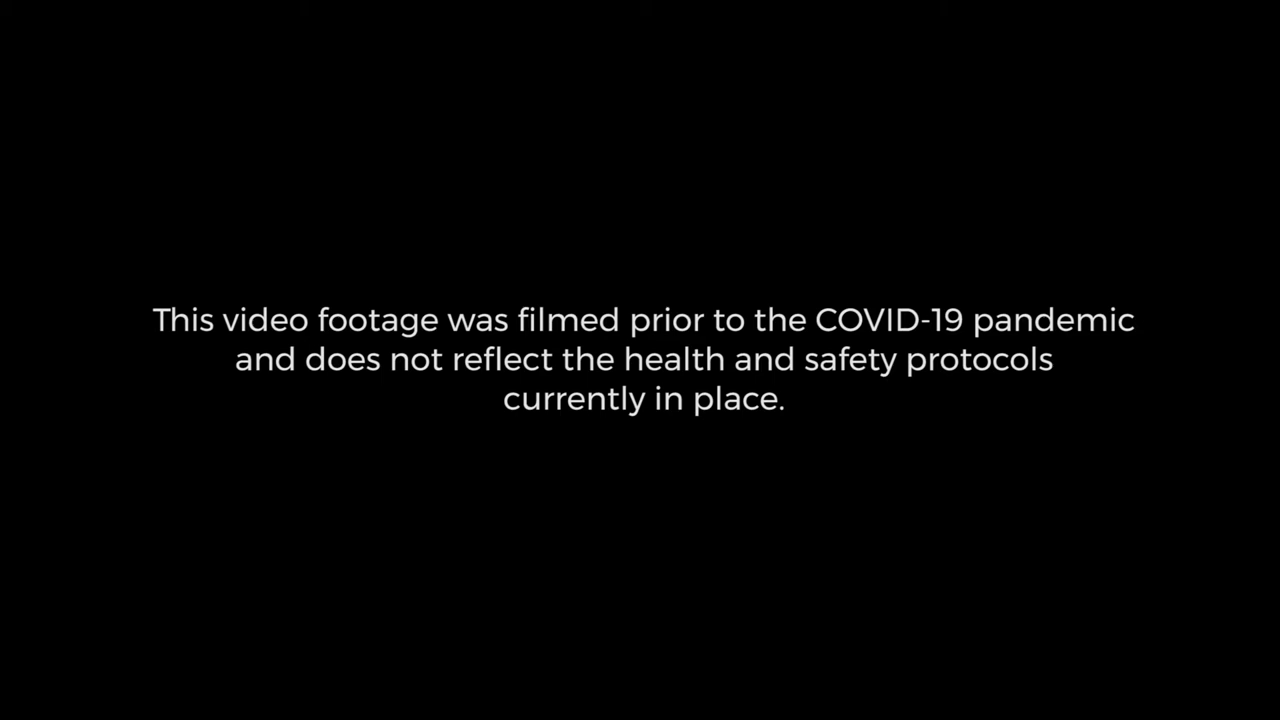 This video footage was filmed prior to the COVID-19 pandemic
and does not reflect the health and safety protocols
currently in place.